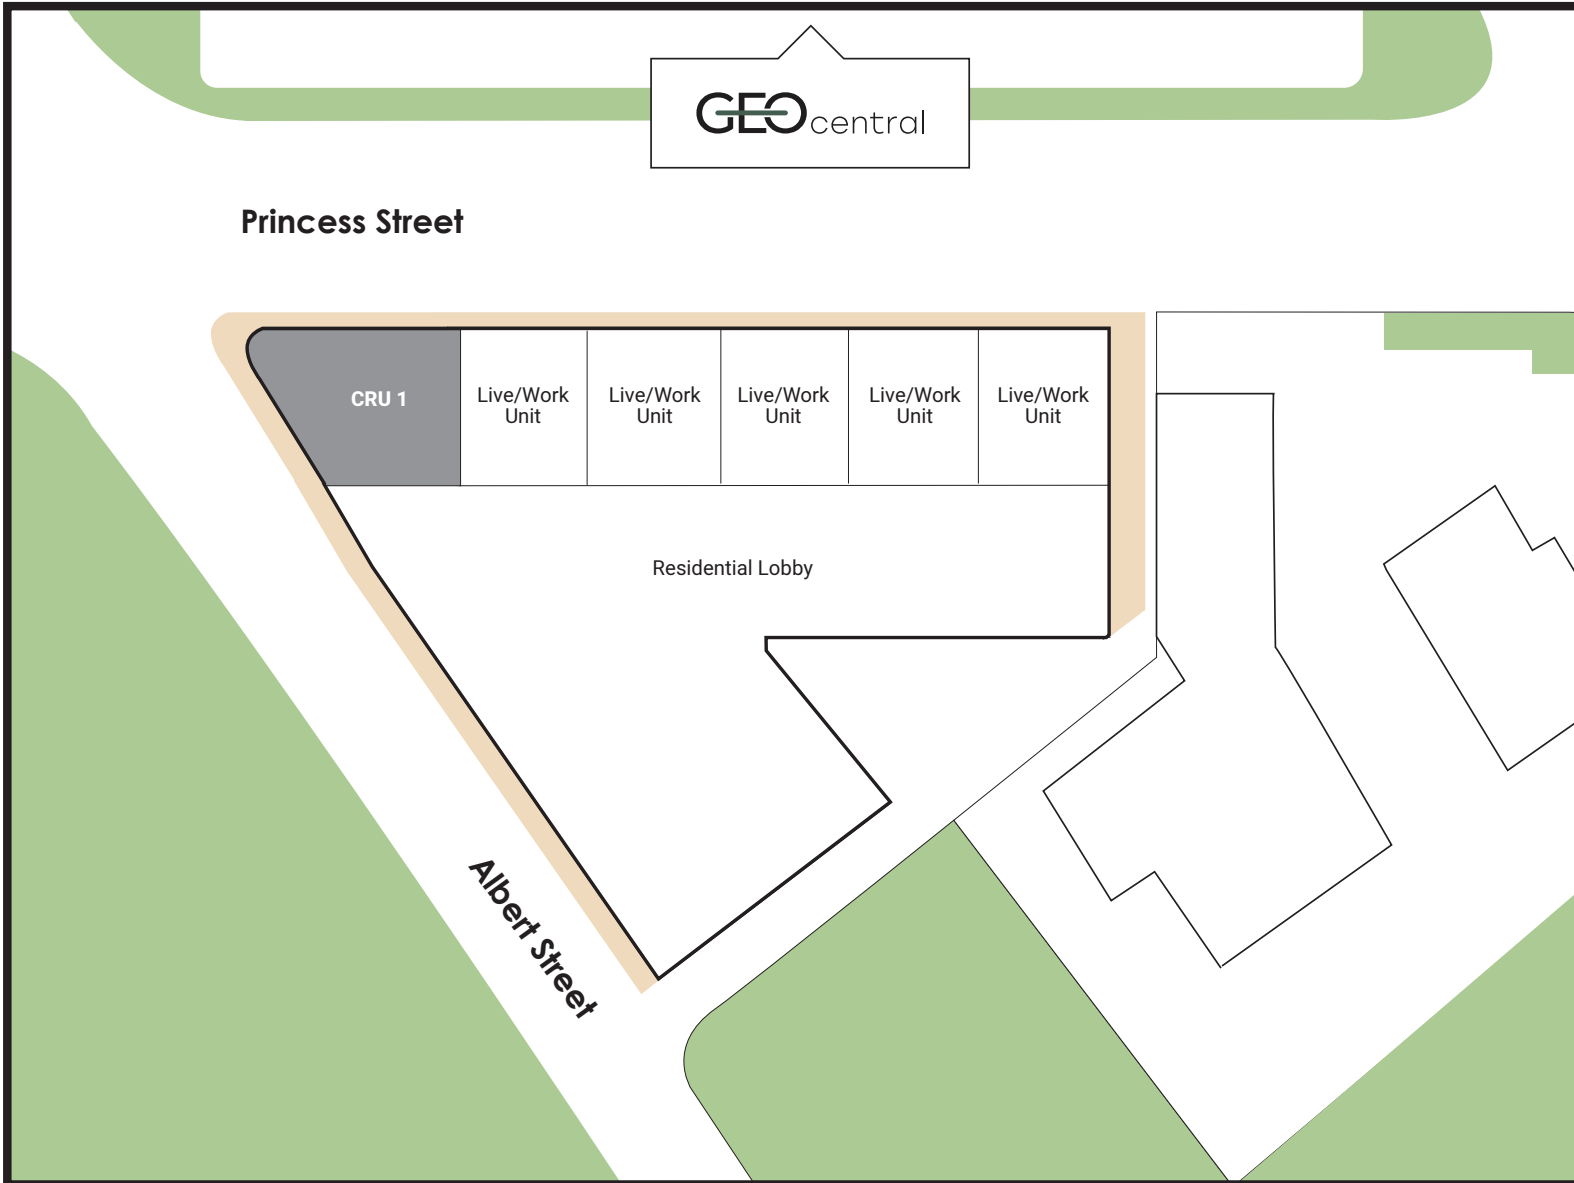 GEOcentral
Princess Street
CRU 1
Live/Work
Unit
Live/Work
Unit
Live/Work
Unit
Live/Work
Unit
Live/Work
Unit
Residential Lobby
Albert Street